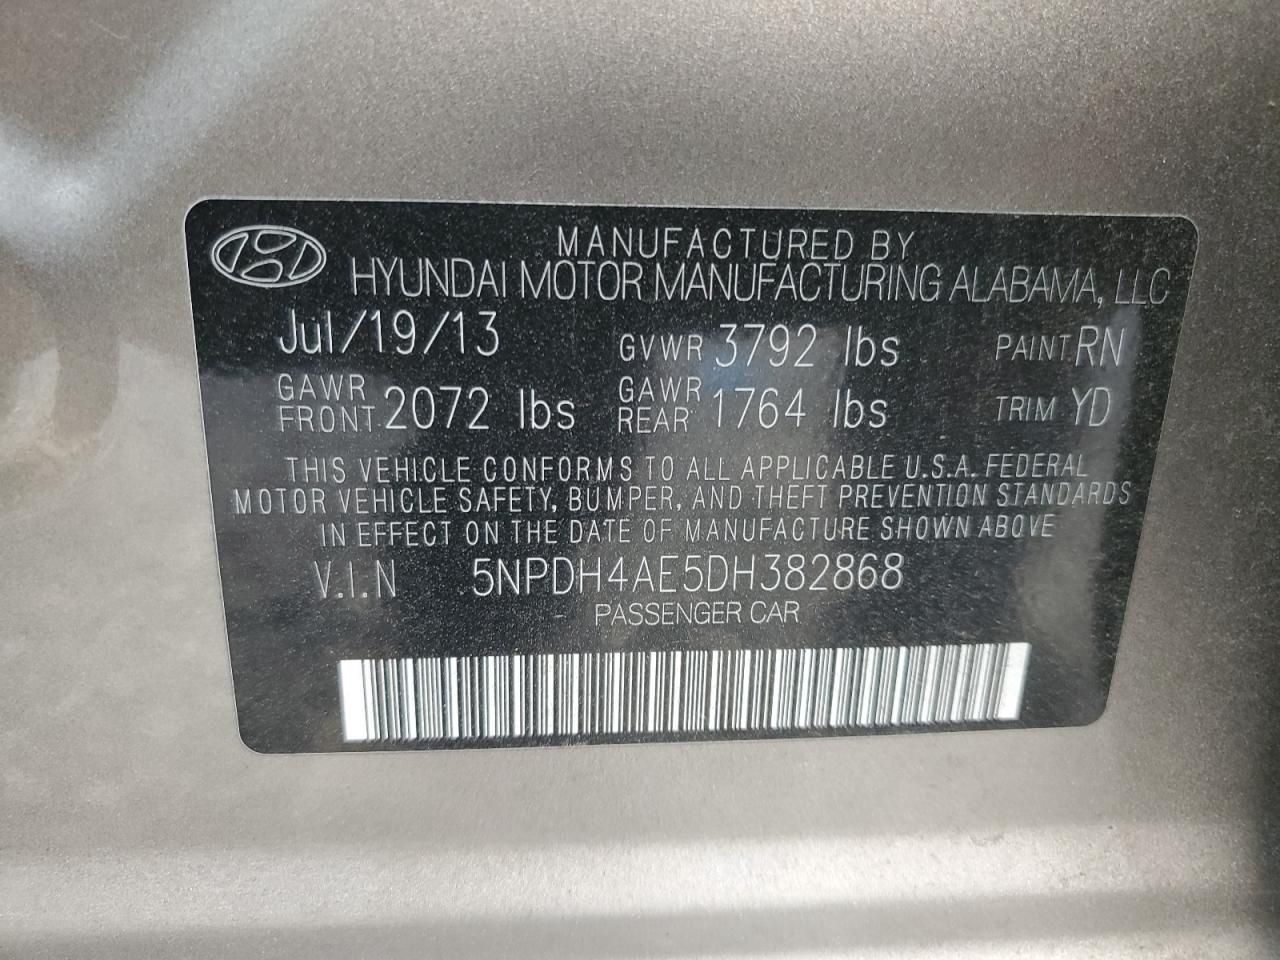 MANUFACTURED BY
HYUNDAI MOTOR MANUFACTURING ALABAMA, LLC
Jul/19/13 GVWR 3792 lbs PAINT RN
GAWR FRONT 2072 lbs GAWR REAR 1764 lbs TRIM YD
THIS VEHICLE CONFORMS TO ALL APPLICABLE U.S.A. FEDERAL
MOTOR VEHICLE SAFETY, BUMPER, AND THEFT PREVENTION STANDARDS
IN EFFECT ON THE DATE OF MANUFACTURE SHOWN ABOVE
V.I.N 5NPDH4AE5DH382868
PASSENGER CAR